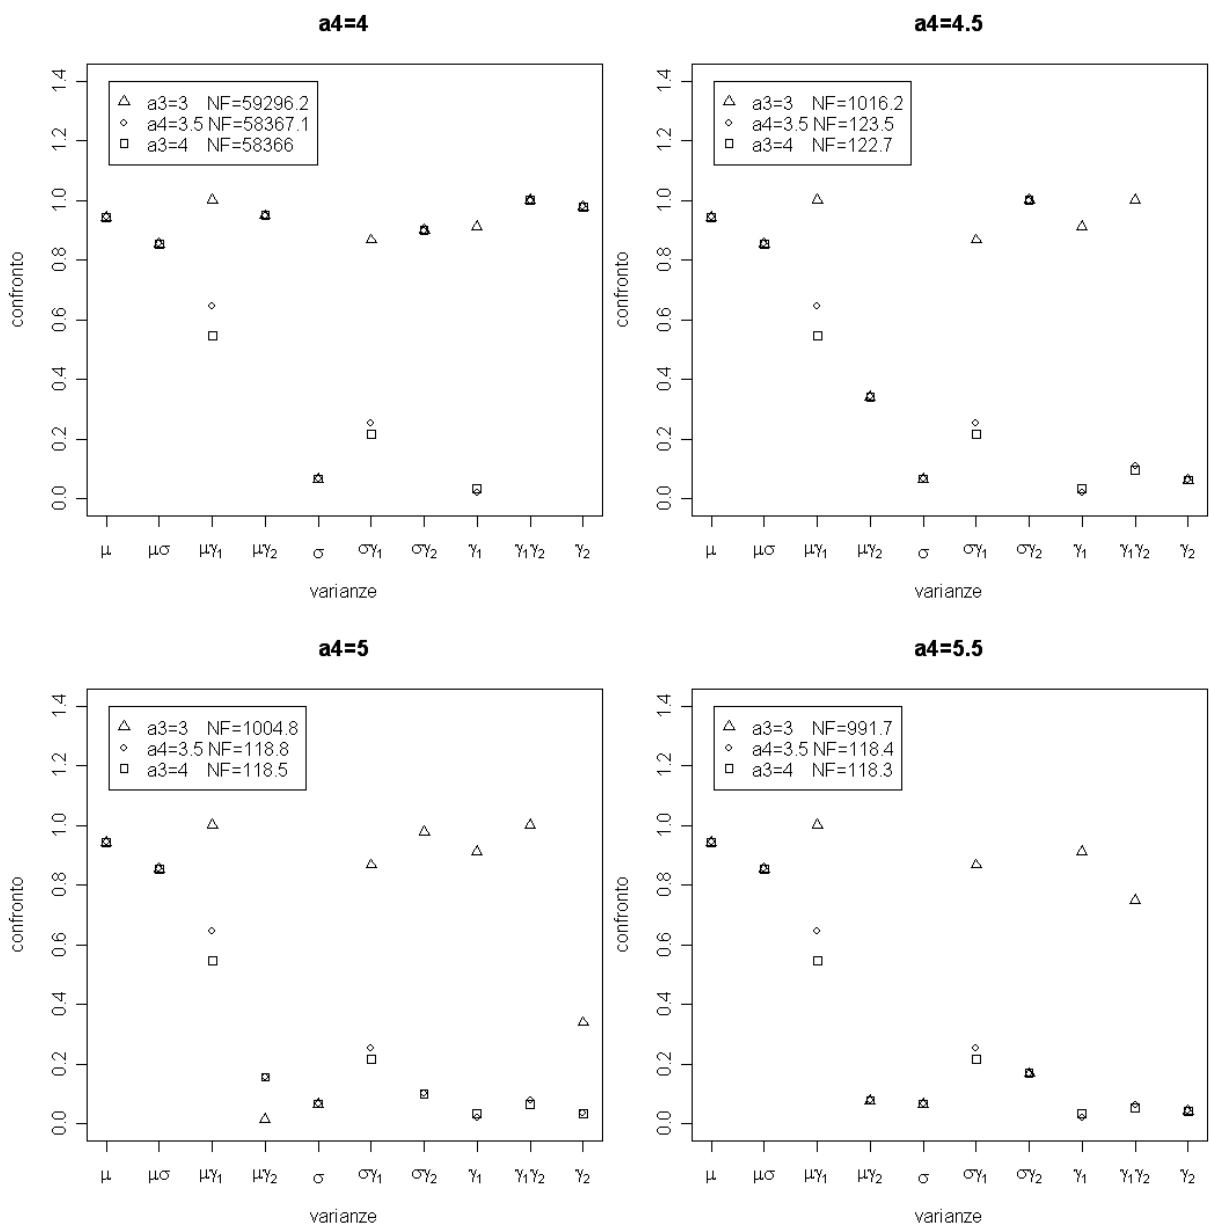 a4=4
1.4
1.2
1.0
0.8
0.6
0.4
0.2
0.0
confronto
a3=3 NF=59296.2
a4=3.5 NF=58367.1
a3=4 NF=58366
μ μσ μγ1 μγ2 σ σγ1 σγ2 γ1 γ1γ2 γ2
varianze
a4=4.5
1.4
1.2
1.0
0.8
0.6
0.4
0.2
0.0
confronto
a3=3 NF=1016.2
a4=3.5 NF=123.5
a3=4 NF=122.7
μ μσ μγ1 μγ2 σ σγ1 σγ2 γ1 γ1γ2 γ2
varianze
a4=5
1.4
1.2
1.0
0.8
0.6
0.4
0.2
0.0
confronto
a3=3 NF=1004.8
a4=3.5 NF=118.8
a3=4 NF=118.5
μ μσ μγ1 μγ2 σ σγ1 σγ2 γ1 γ1γ2 γ2
varianze
a4=5.5
1.4
1.2
1.0
0.8
0.6
0.4
0.2
0.0
confronto
a3=3 NF=991.7
a4=3.5 NF=118.4
a3=4 NF=118.3
μ μσ μγ1 μγ2 σ σγ1 σγ2 γ1 γ1γ2 γ2
varianze